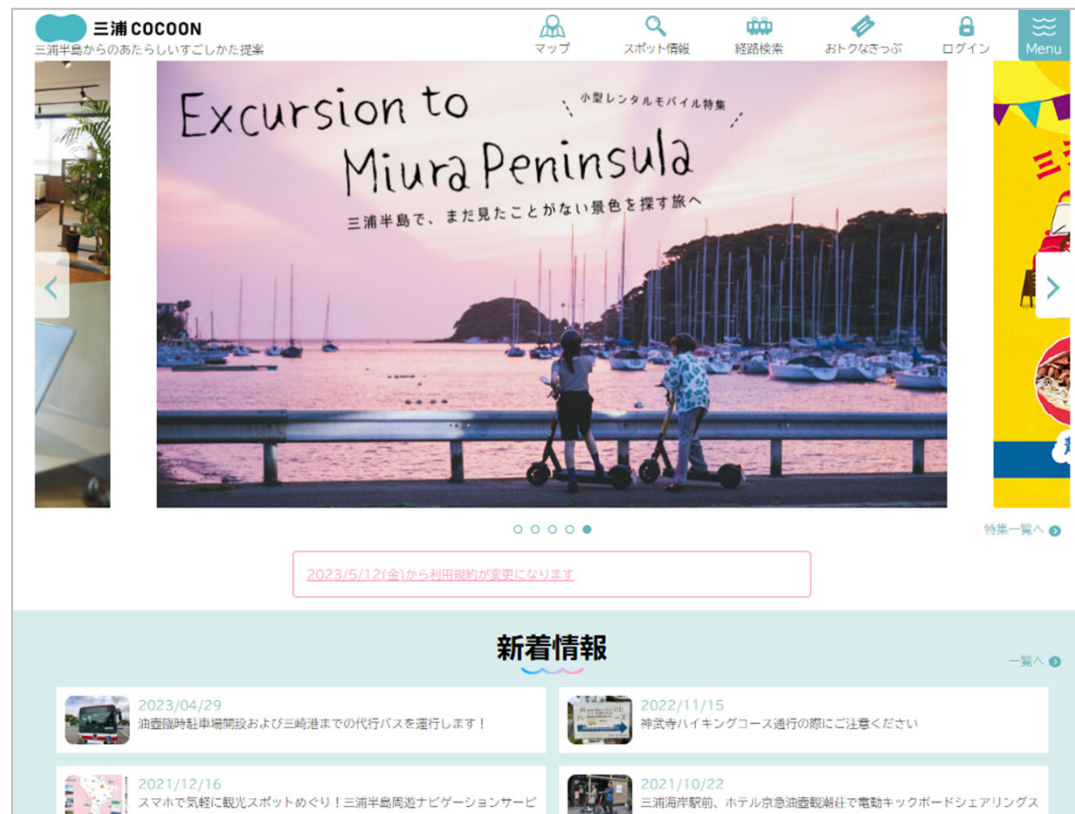 三浦COCOON
三浦半島からのあたらしいすごしかた提案
マップ
スポット情報
経路検索
おトクなきっぷ
ログイン
Menu
Excursion to
小型レンタルモバイル特集
Miura Peninsula
三浦半島で、まだ見たことがない景色を探す旅へ
特集一覧へ
2023/5/12(金)から利用規約が変更になります
新着情報
一覧へ
2023/04/29
油壺臨時駐車場開設および三崎港までの代行バスを運行します!
2022/11/15
神武寺ハイキングコース通行の際にご注意ください
2021/12/16
スマホで気軽に観光スポットめぐり!三浦半島周遊ナビゲーションサービ
2021/10/22
三浦海岸駅前、ホテル京急油壺観潮荘で電動キックボードシェアリングス